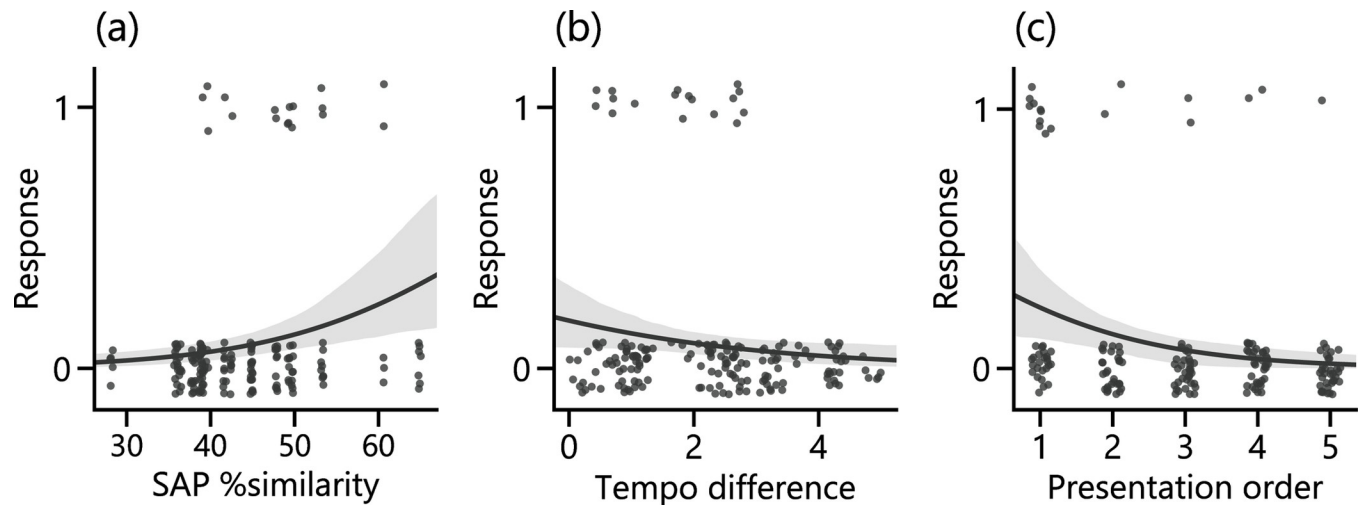 (a)
Response
1
0
30 40 50 60
SAP %similarity
(b)
Response
1
0
0 2 4
Tempo difference
(c)
Response
1
0
1 2 3 4 5
Presentation order